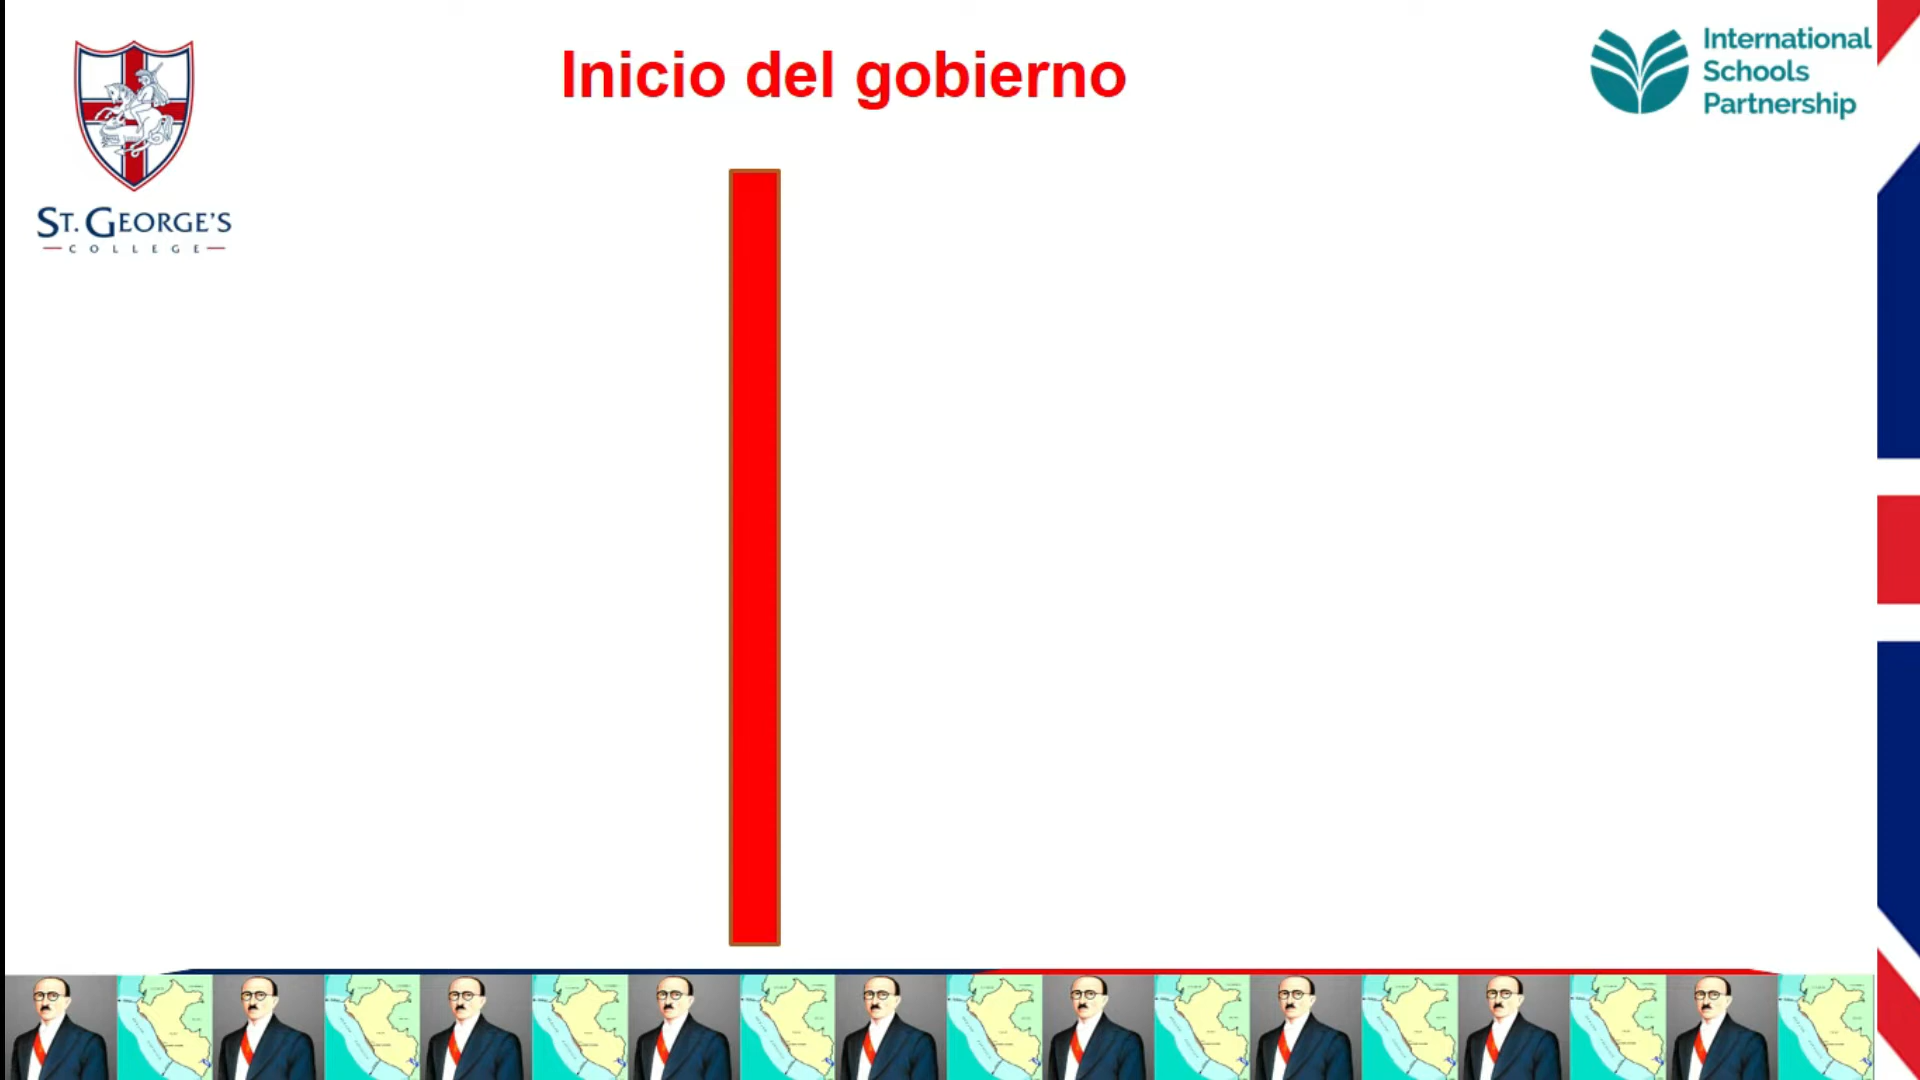 Inicio del gobierno
International
Schools
Partnership
ST. GEORGE'S
COLLEGE